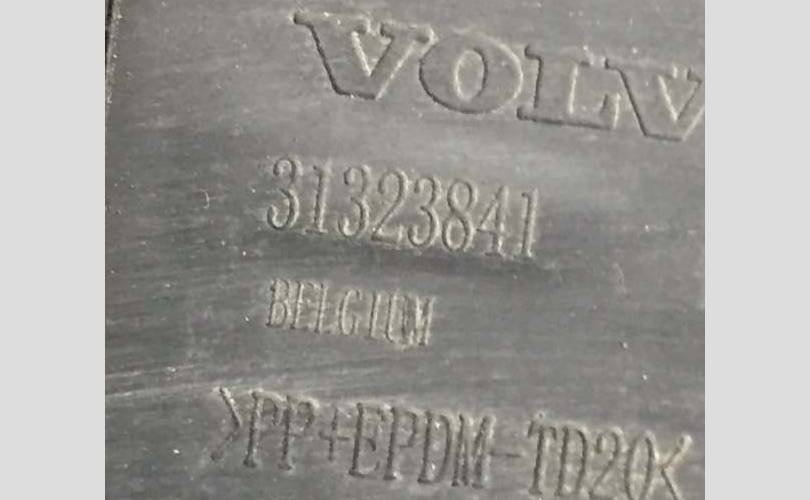 VOLV
31323841
BELGIUM
>PP+EPDM-TD20<